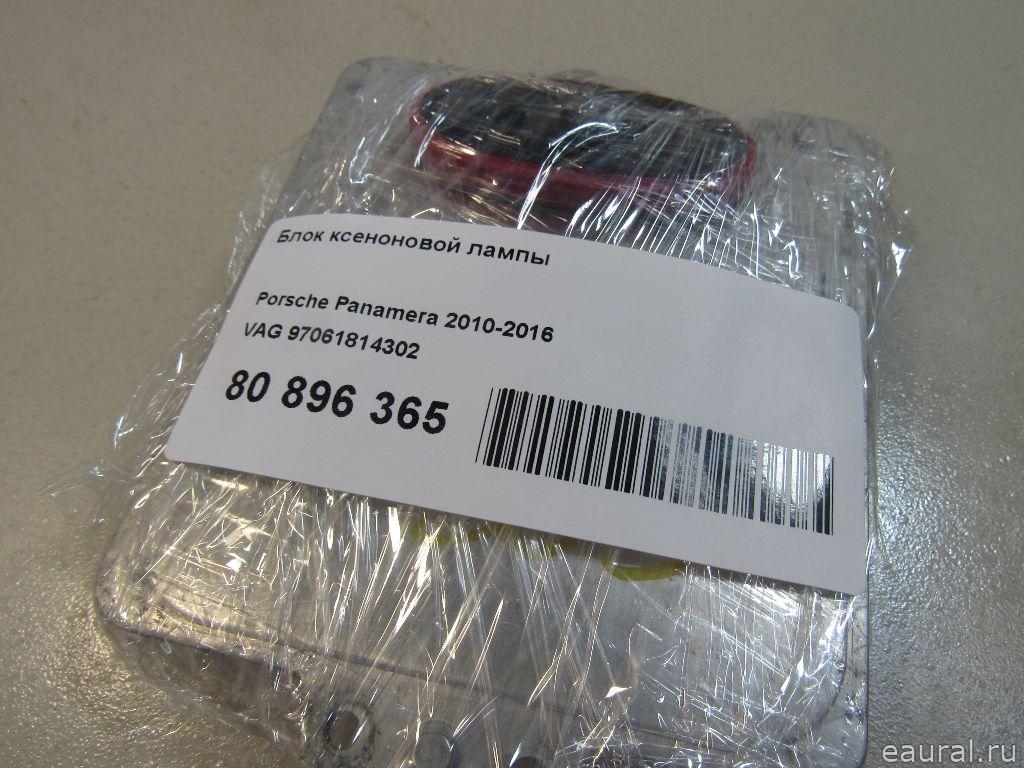 Блок ксеноновой лампы
Porsche Panamera 2010-2016
VAG 97061814302
80 896 365
eaural.ru